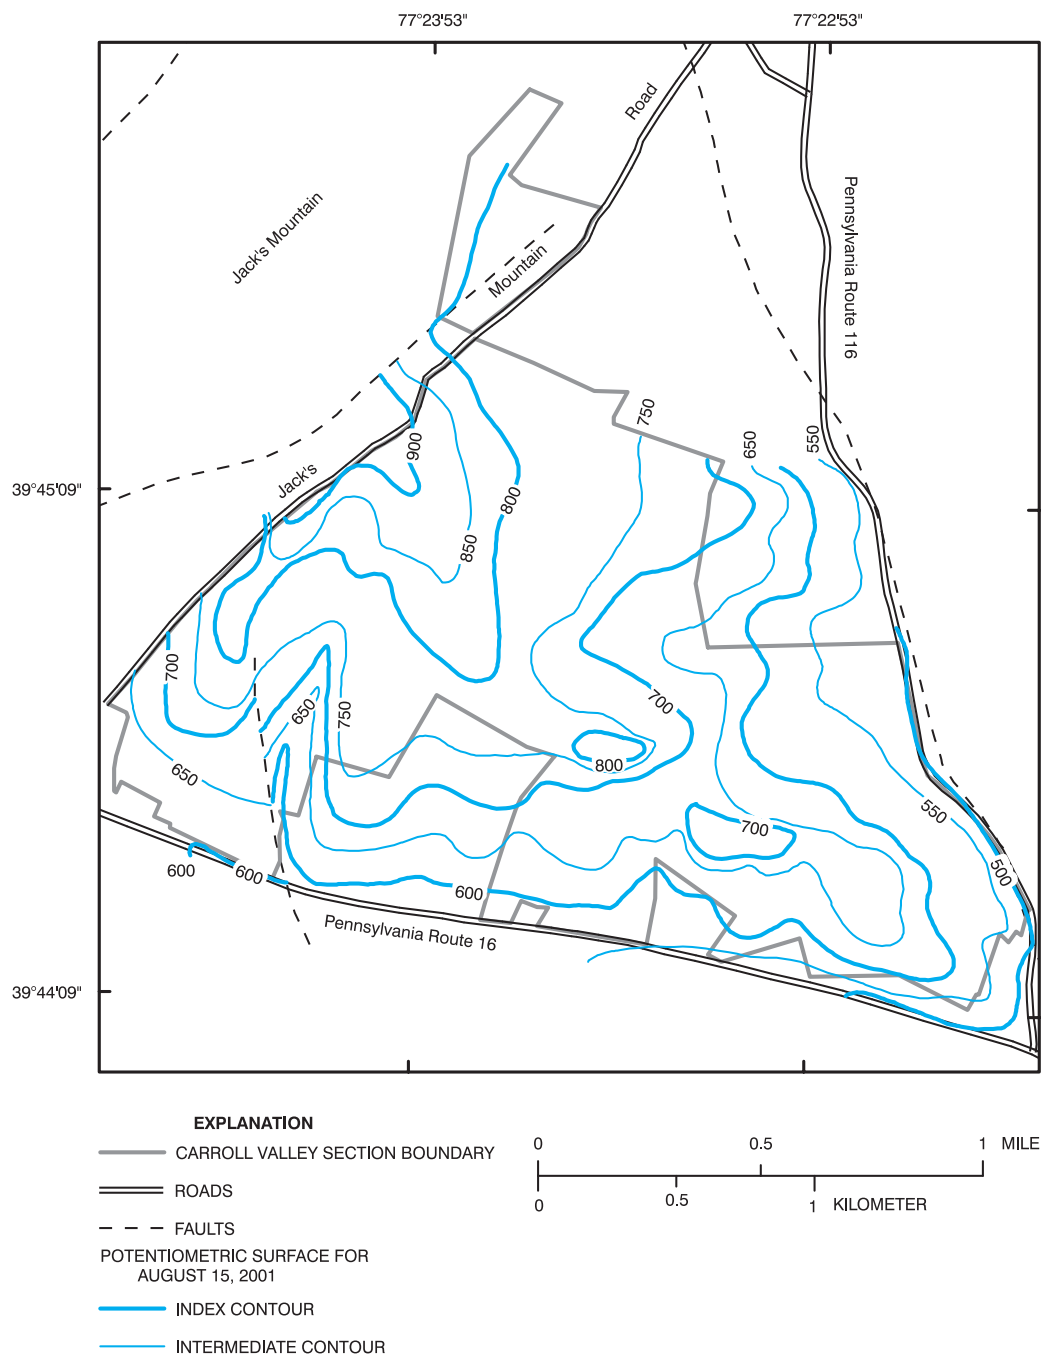 77°23'53"
77°22'53"
Road
Pennsylvania Route 116
Jack's Mountain
Mountain
750
650
550
900
Jack's
39°45'09"
800
850
700
650
750
700
650
800
550
700
500
600
600
600
Pennsylvania Route 16
39°44'09"
EXPLANATION
CARROLL VALLEY SECTION BOUNDARY
ROADS
FAULTS
POTENTIOMETRIC SURFACE FOR
AUGUST 15, 2001
INDEX CONTOUR
INTERMEDIATE CONTOUR
0 0.5 1 MILE
0 0.5 1 KILOMETER